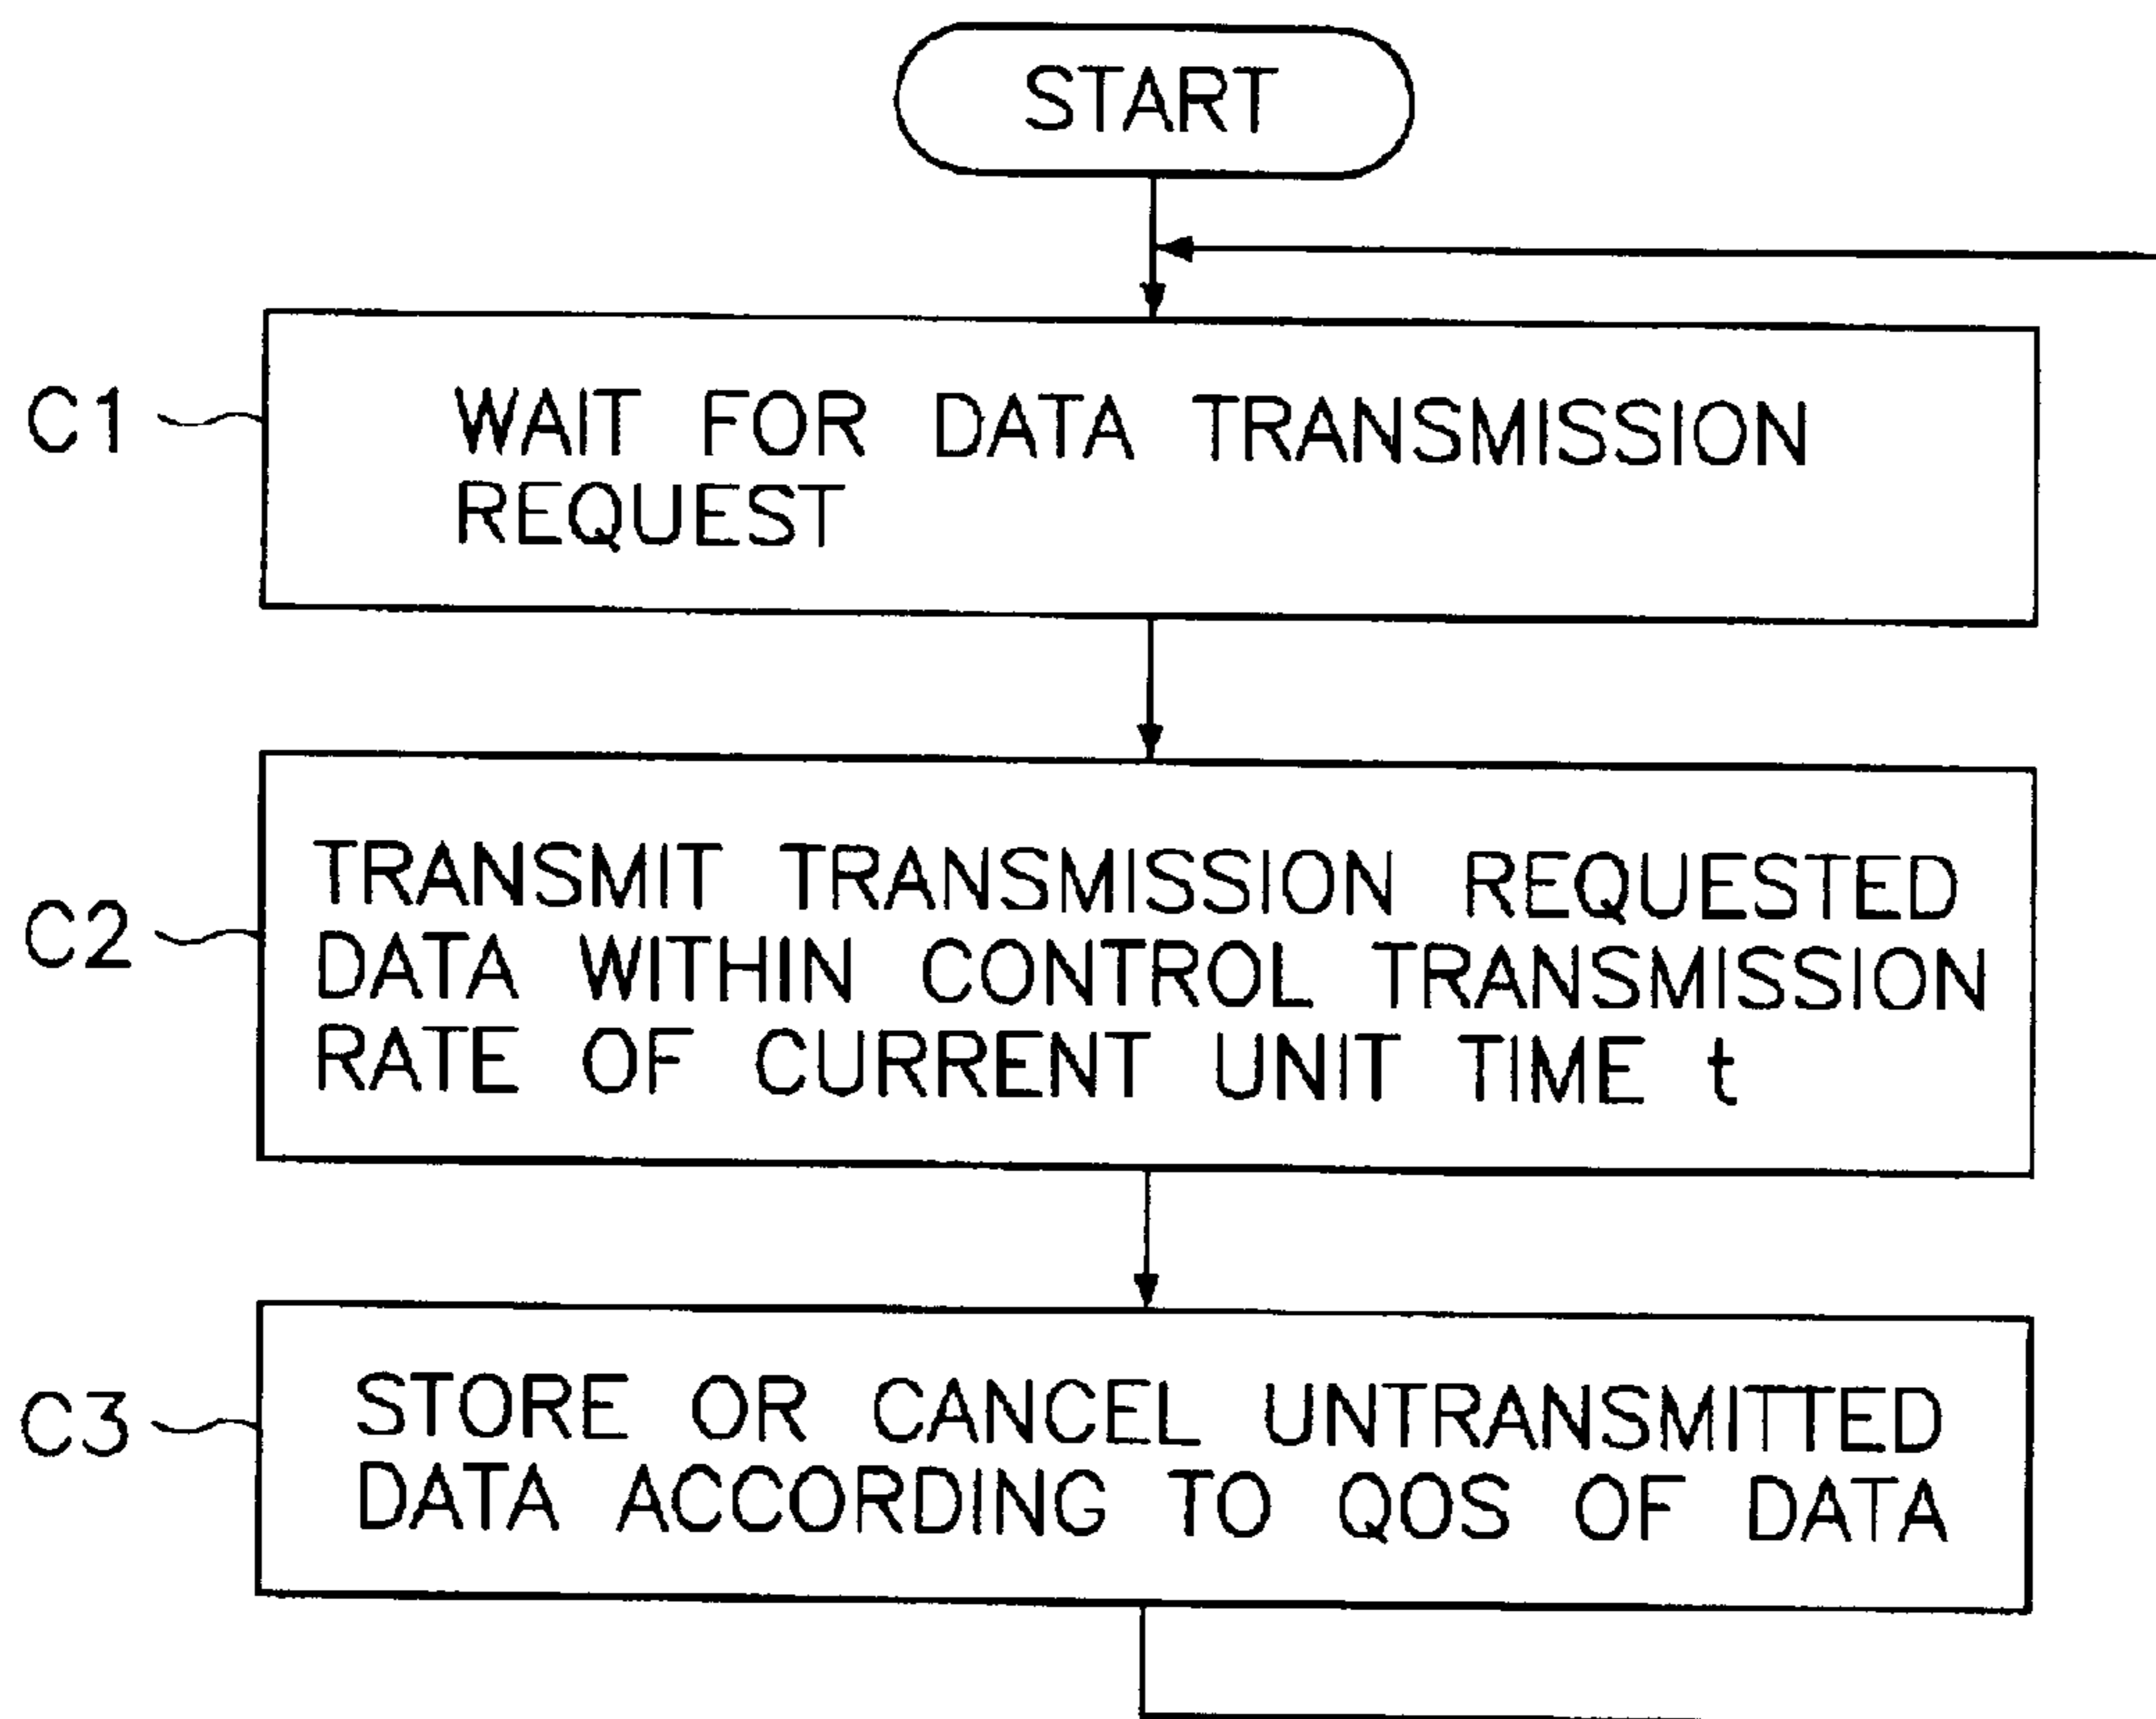 START
C1
WAIT FOR DATA TRANSMISSION
REQUEST
C2
TRANSMIT TRANSMISSION REQUESTED
DATA WITHIN CONTROL TRANSMISSION
RATE OF CURRENT UNIT TIME t
C3
STORE OR CANCEL UNTRANSMITTED
DATA ACCORDING TO QOS OF DATA